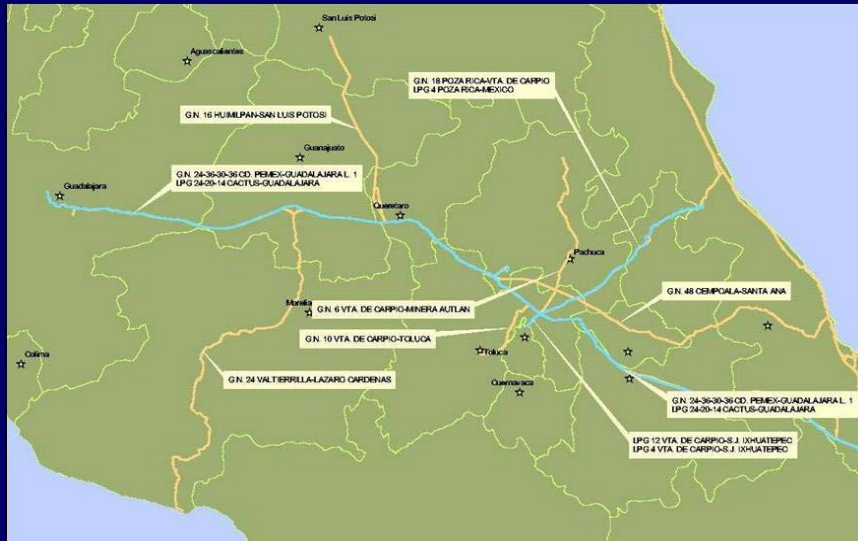 San Luis Potosi
Aguascalientes
G.N. 18 POZA RICA-VTA. DE CARPIO
LPG 4 POZA RICA-MEXICO
G.N. 16 HUIMILPAN-SAN LUIS POTOSI
Guanajuato
G.N. 24-36-30-36 CD. PEMEX-GUADALAJARA L. 1
LPG 24-20-14 CACTUS-GUADALAJARA
Guadalajara
Queretaro
Pachuca
G.N. 48 CEMPOALA-SANTA ANA
Morelia
G.N. 6 VTA. DE CARPIO-MINERA AUTLAN
G.N. 10 VTA. DE CARPIO-TOLUCA
Toluca
Colima
G.N. 24 VALTIERRILLA-LAZARO CARDENAS
Cuernavaca
G.N. 24-36-30-36 CD. PEMEX-GUADALAJARA L. 1
LPG 24-20-14 CACTUS-GUADALAJARA
LPG 12 VTA. DE CARPIO-S.J. IXHUATEPEC
LPG 4 VTA. DE CARPIO-S.J. IXHUATEPEC